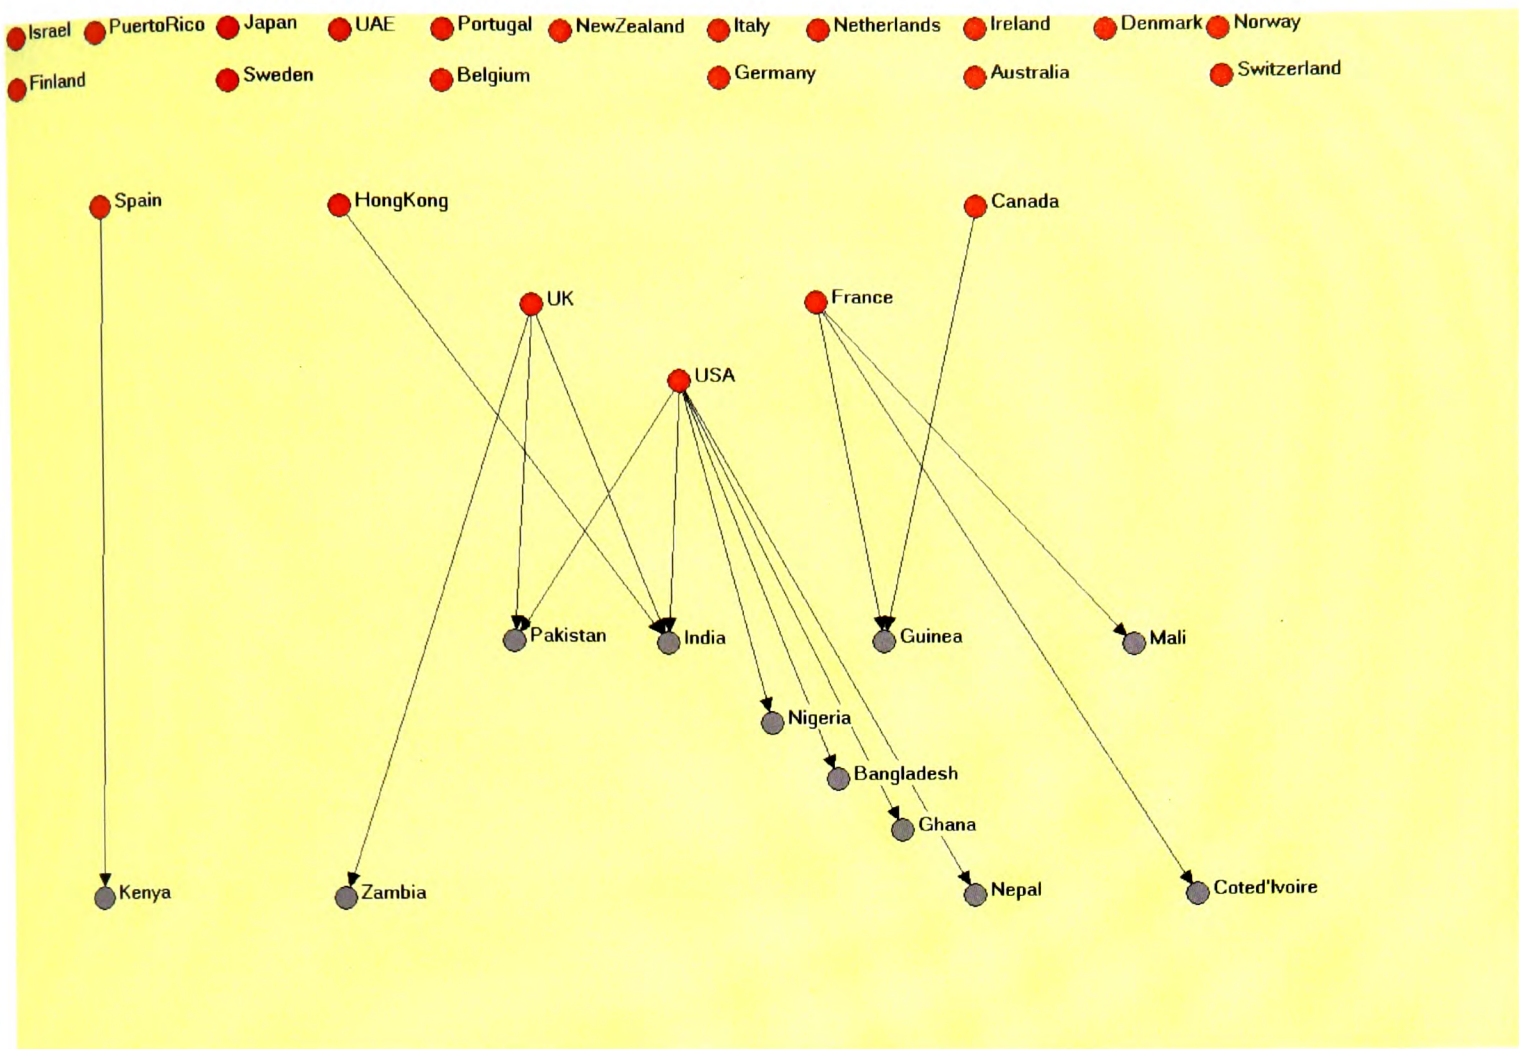 Israel PuertoRico Japan UAE Portugal NewZealand Italy Netherlands Ireland Denmark Norway
Finland Sweden Belgium Germany Australia Switzerland
Spain HongKong Canada
UK France
USA
Pakistan India Guinea Mali
Nigeria
Bangladesh
Ghana
Kenya Zambia Nepal Coted'Ivoire